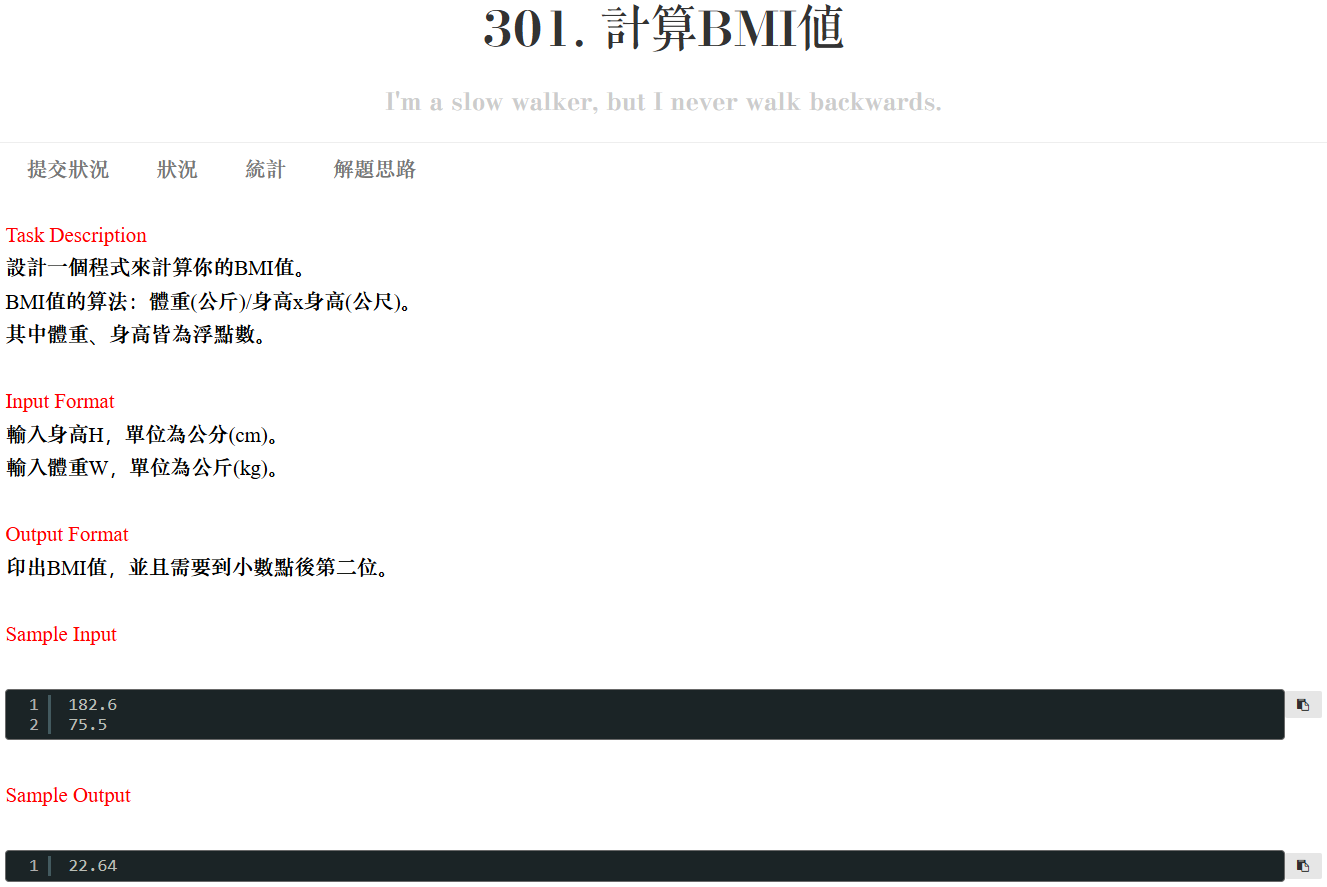 301. 計算BMI値
I'm a slow walker, but I never walk backwards.
提交狀況 狀況 統計 解題思路
Task Description
設計一個程式來計算你的BMI值。
BMI值的算法：體重(公斤)/身高x身高(公尺)。
其中體重、身高皆為浮點數。
Input Format
輸入身高H，單位為公分(cm)。
輸入體重W，單位為公斤(kg)。
Output Format
印出BMI值，並且需要到小數點後第二位。
Sample Input
1 182.6
2 75.5
Sample Output
1 22.64